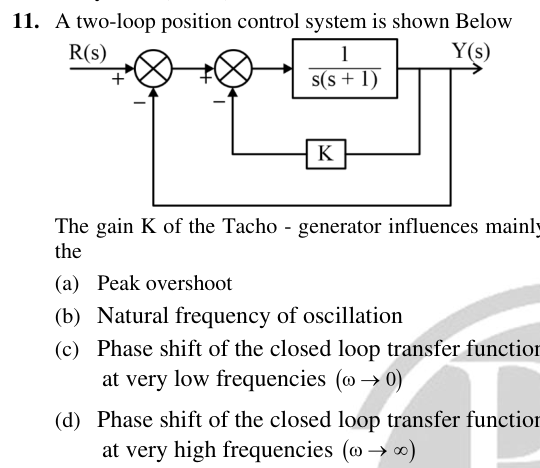 11. A two-loop position control system is shown Below
R(s) 1 Y(s)
s(s + 1)
+ +
− −
K
The gain K of the Tacho - generator influences mainly
the
(a) Peak overshoot
(b) Natural frequency of oscillation
(c) Phase shift of the closed loop transfer function
at very low frequencies (ω → 0)
(d) Phase shift of the closed loop transfer function
at very high frequencies (ω → ∞)